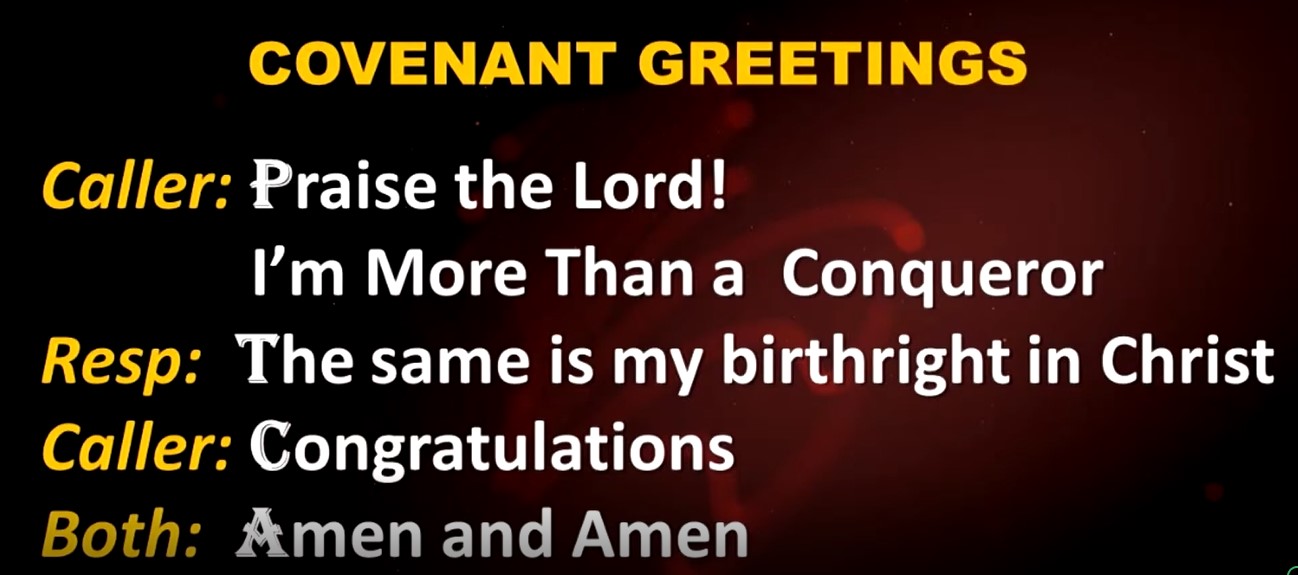 COVENANT GREETINGS
Caller: Praise the Lord!
I'm More Than a Conqueror
Resp: The same is my birthright in Christ
Caller: Congratulations
Both: Amen and Amen